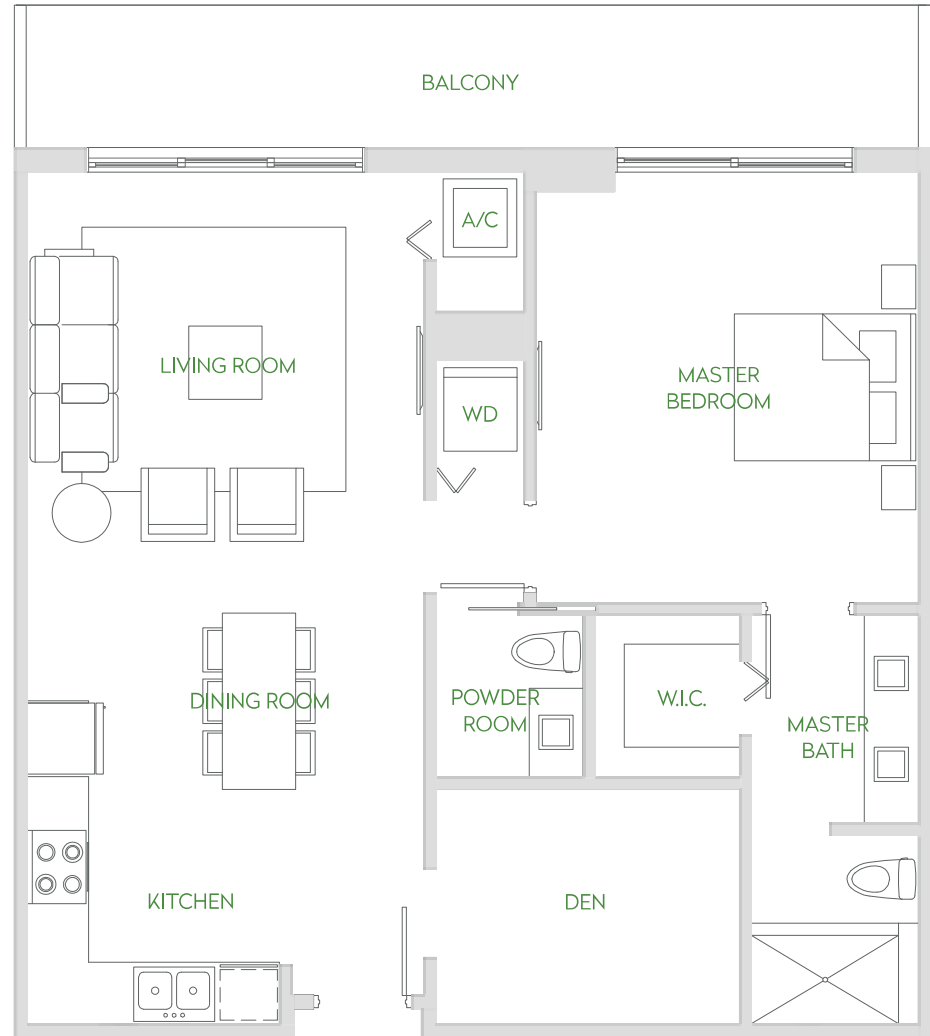 BALCONY
A/C
LIVING ROOM
MASTER
BEDROOM
WD
DINING ROOM
POWDER
ROOM
W.I.C.
MASTER
BATH
KITCHEN
DEN